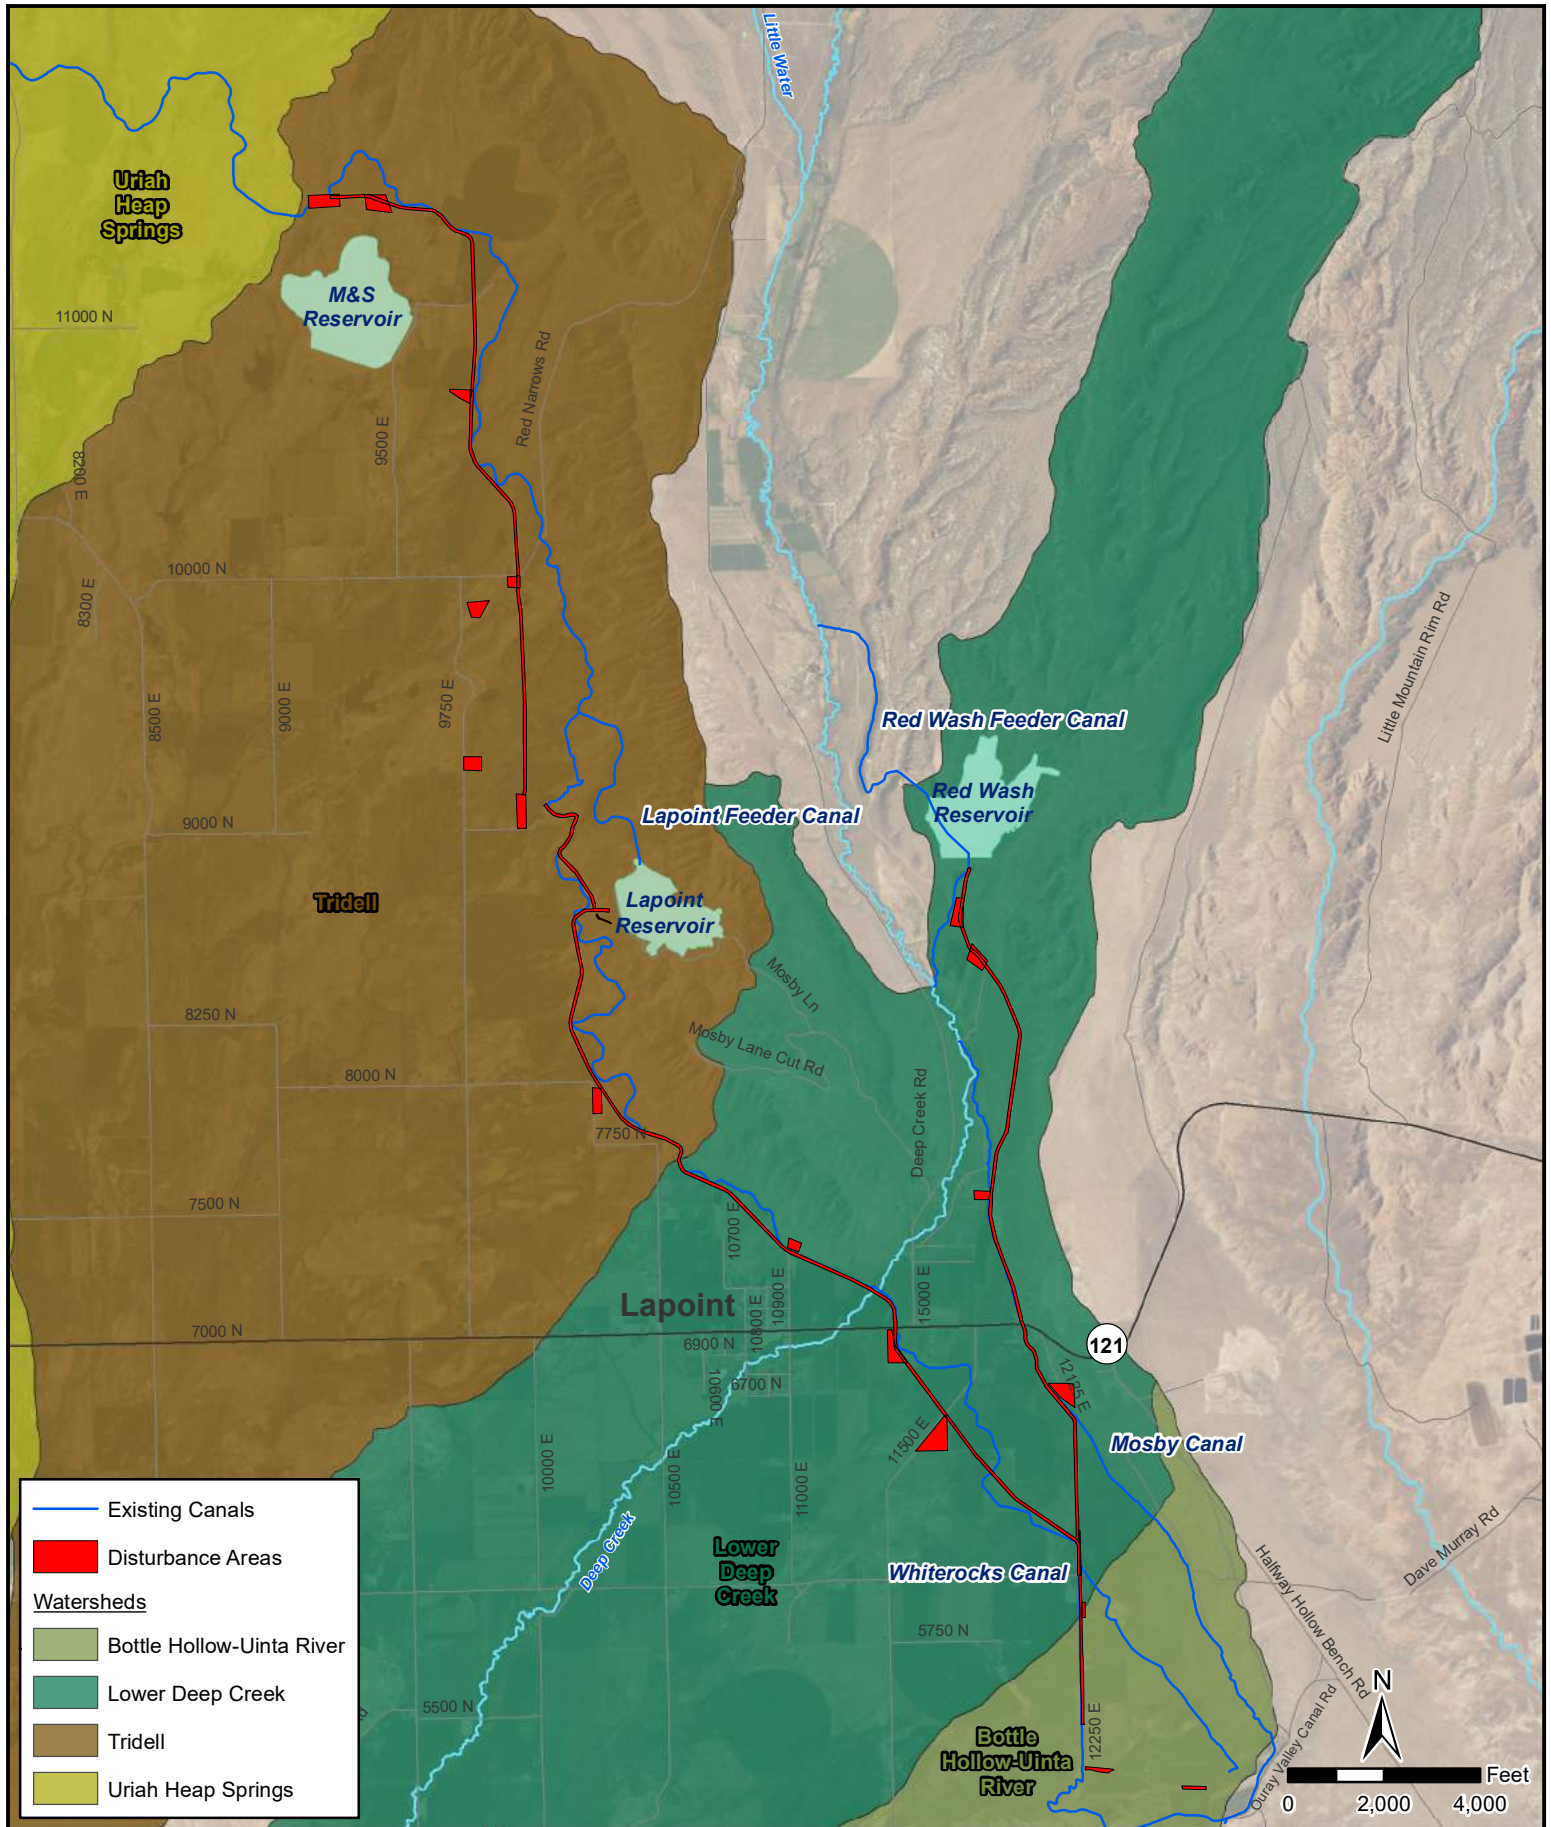 Little Water
Uriah
Heap
Springs
M&S
Reservoir
11000 N
Red Narrows Rd
9500 E
8200 E
10000 N
8300 E
Little Mountain Rim Rd
8500 E
9000 E
9750 E
Red Wash Feeder Canal
Red Wash
Reservoir
Lapoint Feeder Canal
9000 N
Tridell
Lapoint
Reservoir
Mosby Ln
8250 N
Mosby Lane Cut Rd
8000 N
Deep Creek Rd
7750 N
7500 N
10700 E
10900 E
15000 E
Lapoint
10800 E
7000 N
6900 N
121
6700 N
10600 E
12125 E
11500 E
Mosby Canal
10000 E
10500 E
11000 E
Deep Creek
Lower
Deep
Creek
Whiterocks Canal
Dave Murray Rd
Halfway Hollow Bench Rd
5750 N
5500 N
12250 E
Bottle
Hollow-Uinta
River
Ouray Valley Canal Rd
N
Feet
0 2,000 4,000
Existing Canals
Disturbance Areas
Watersheds
Bottle Hollow-Uinta River
Lower Deep Creek
Tridell
Uriah Heap Springs